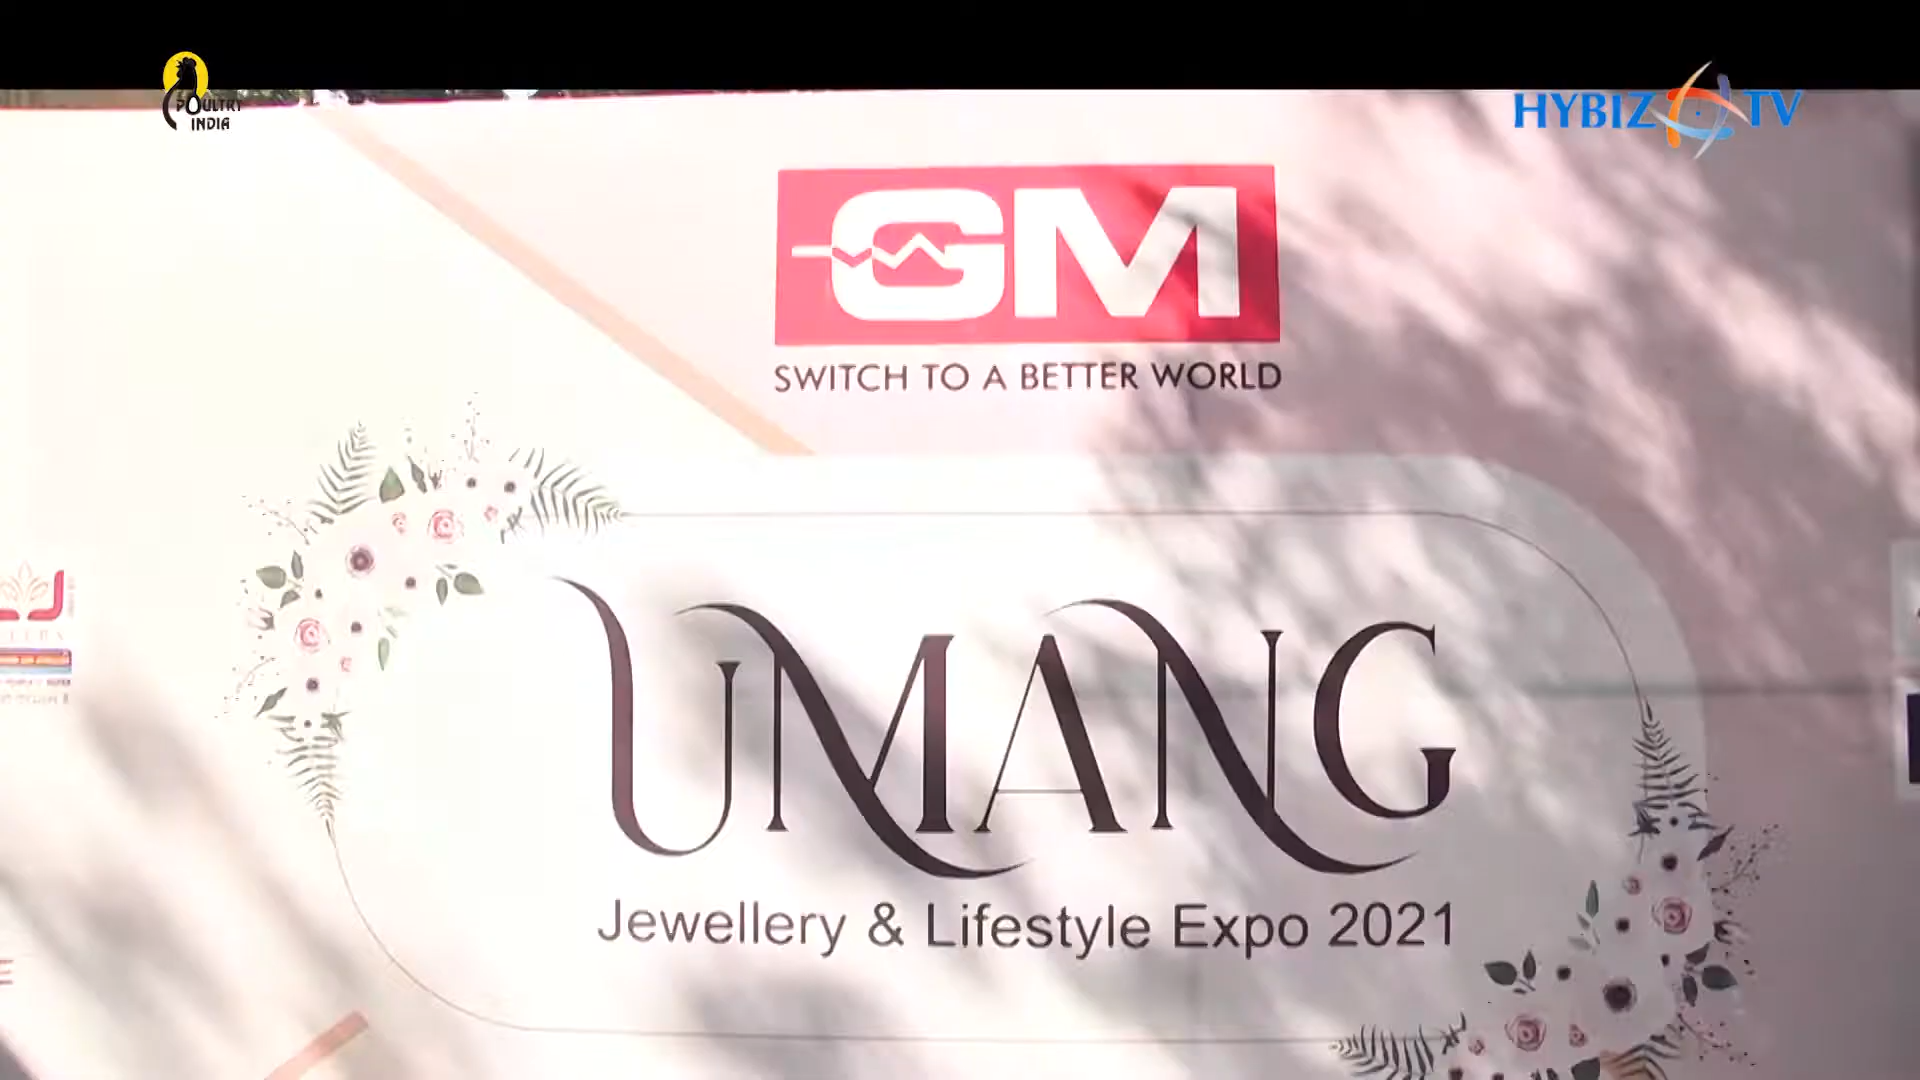 POULTRY
INDIA
HYBIZ TV
GM
SWITCH TO A BETTER WORLD
UMANG
Jewellery & Lifestyle Expo 2021